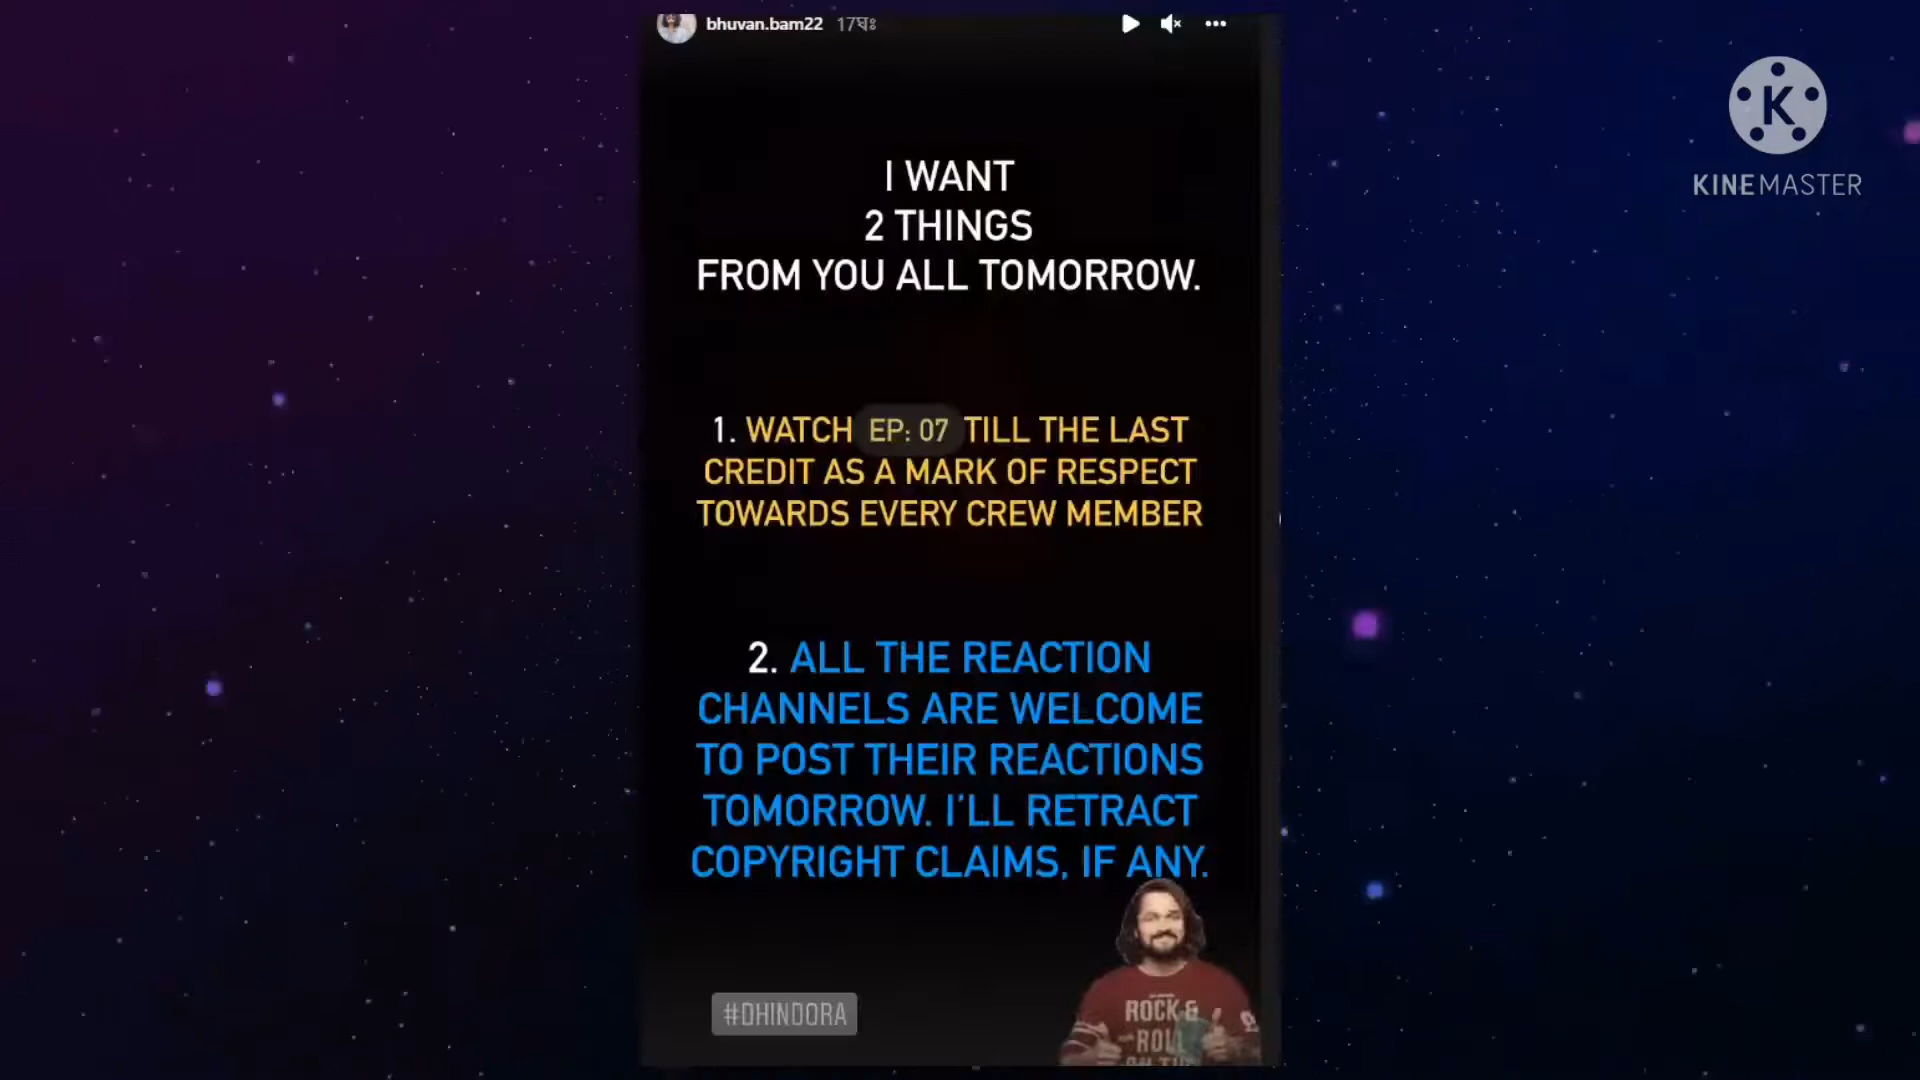 bhuvan.bam22 17ঘঃ
K
KINEMASTER
I WANT
2 THINGS
FROM YOU ALL TOMORROW.
1. WATCH EP: 07 TILL THE LAST
CREDIT AS A MARK OF RESPECT
TOWARDS EVERY CREW MEMBER
2. ALL THE REACTION
CHANNELS ARE WELCOME
TO POST THEIR REACTIONS
TOMORROW. I'LL RETRACT
COPYRIGHT CLAIMS, IF ANY.
#DHINDORA
ROCK &
ROLL